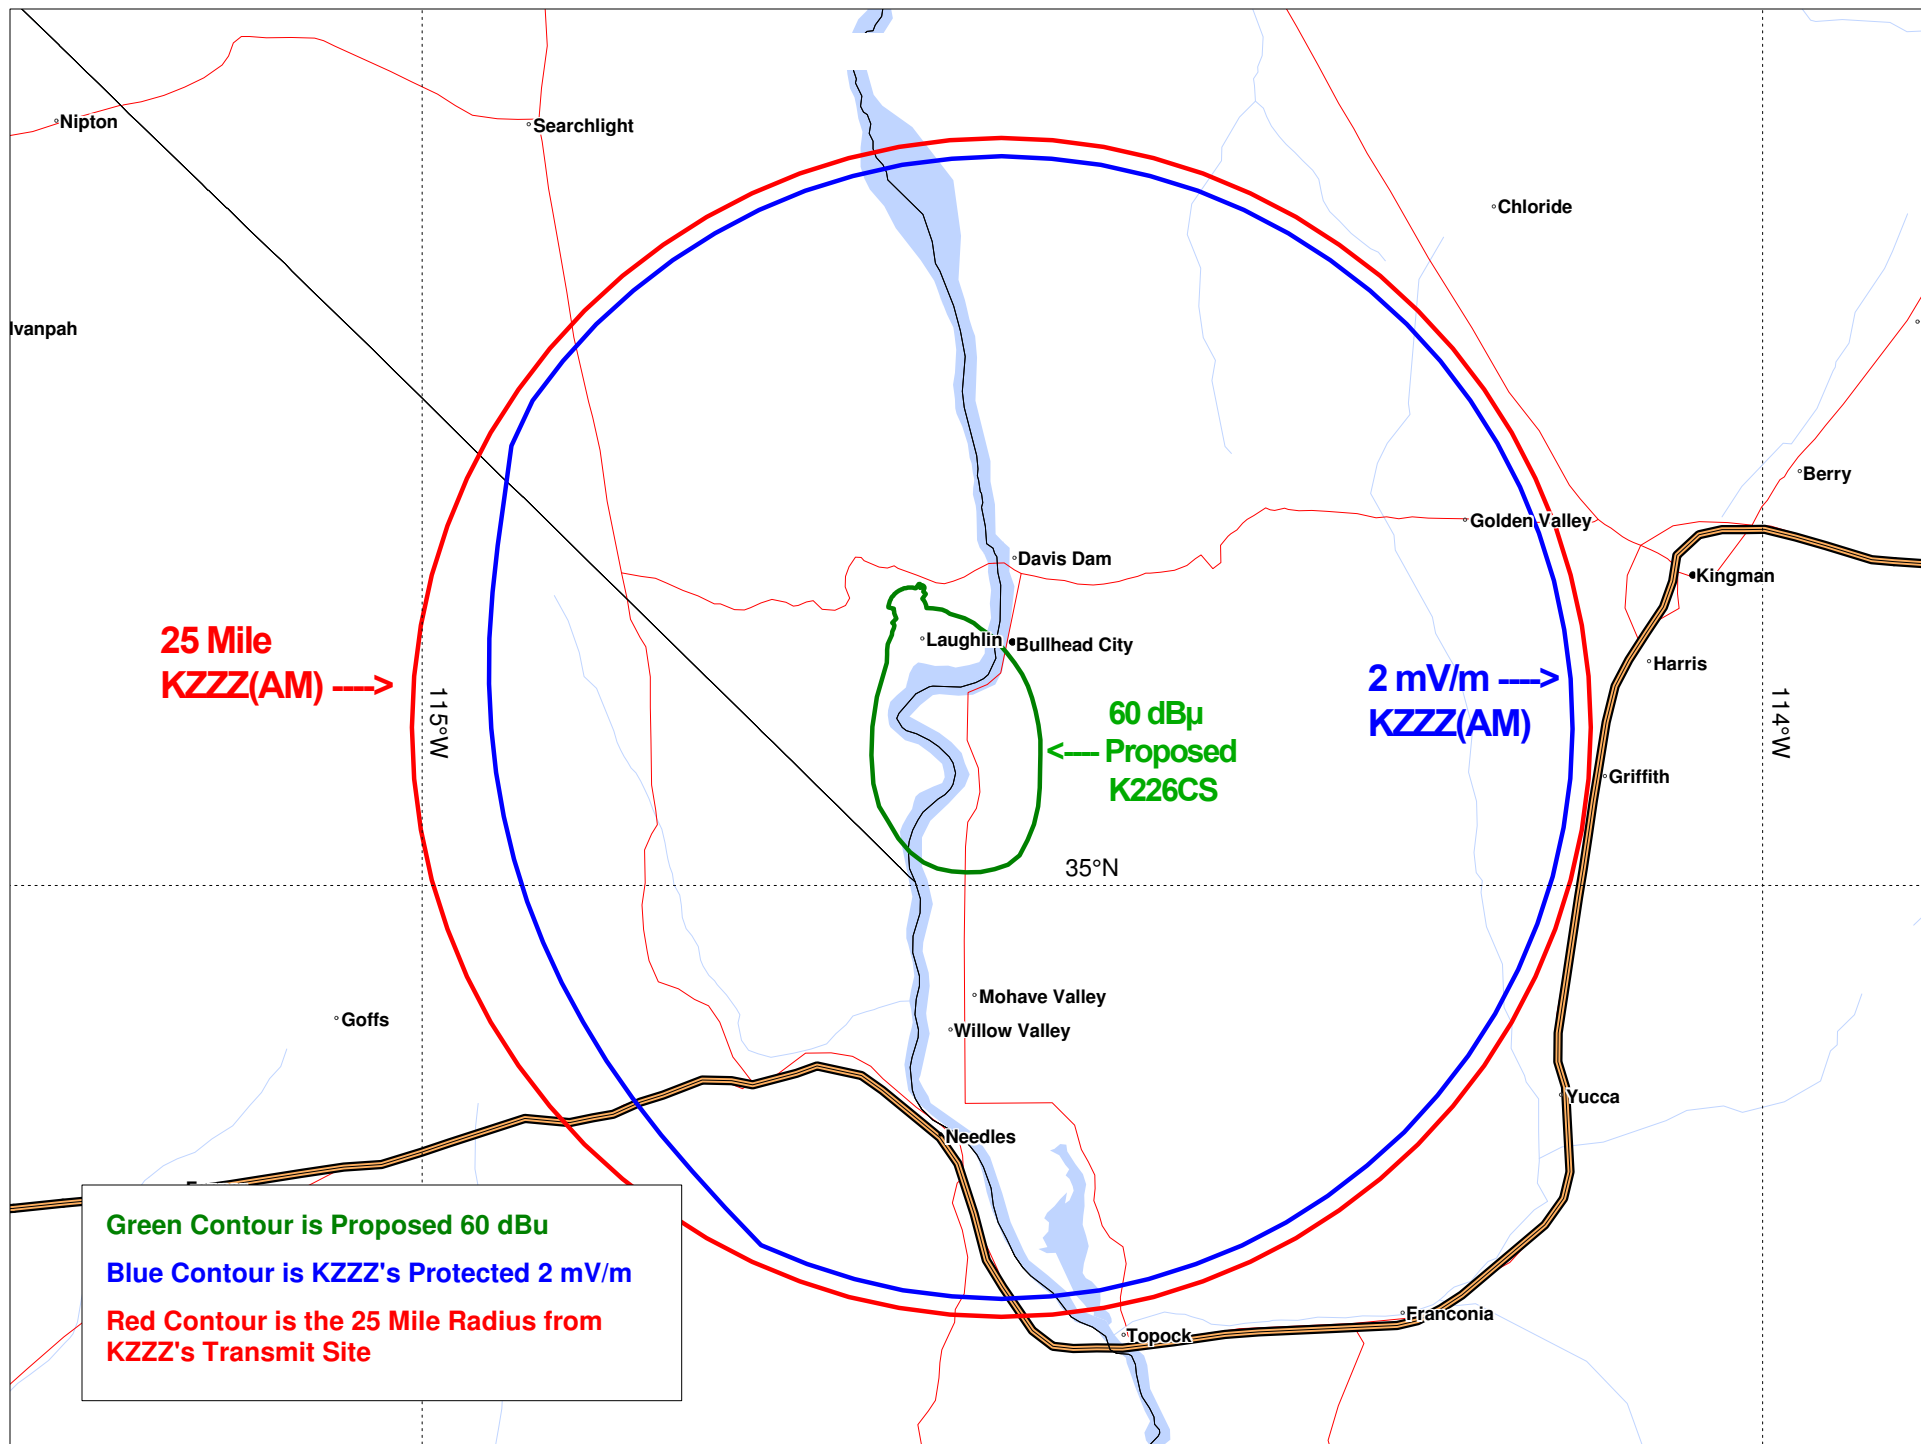 Nipton
Searchlight
Chloride
Ivanpah
Berry
Golden Valley
Davis Dam
Kingman
Laughlin
Bullhead City
Harris
25 Mile
KZZZ(AM) ---->
2 mV/m ---->
KZZZ(AM)
115°W
114°W
60 dBµ
<---- Proposed
K226CS
Griffith
35°N
Mohave Valley
Willow Valley
Goffs
Yucca
Needles
Franconia
Topock
Green Contour is Proposed 60 dBu
Blue Contour is KZZZ's Protected 2 mV/m
Red Contour is the 25 Mile Radius from
KZZZ's Transmit Site